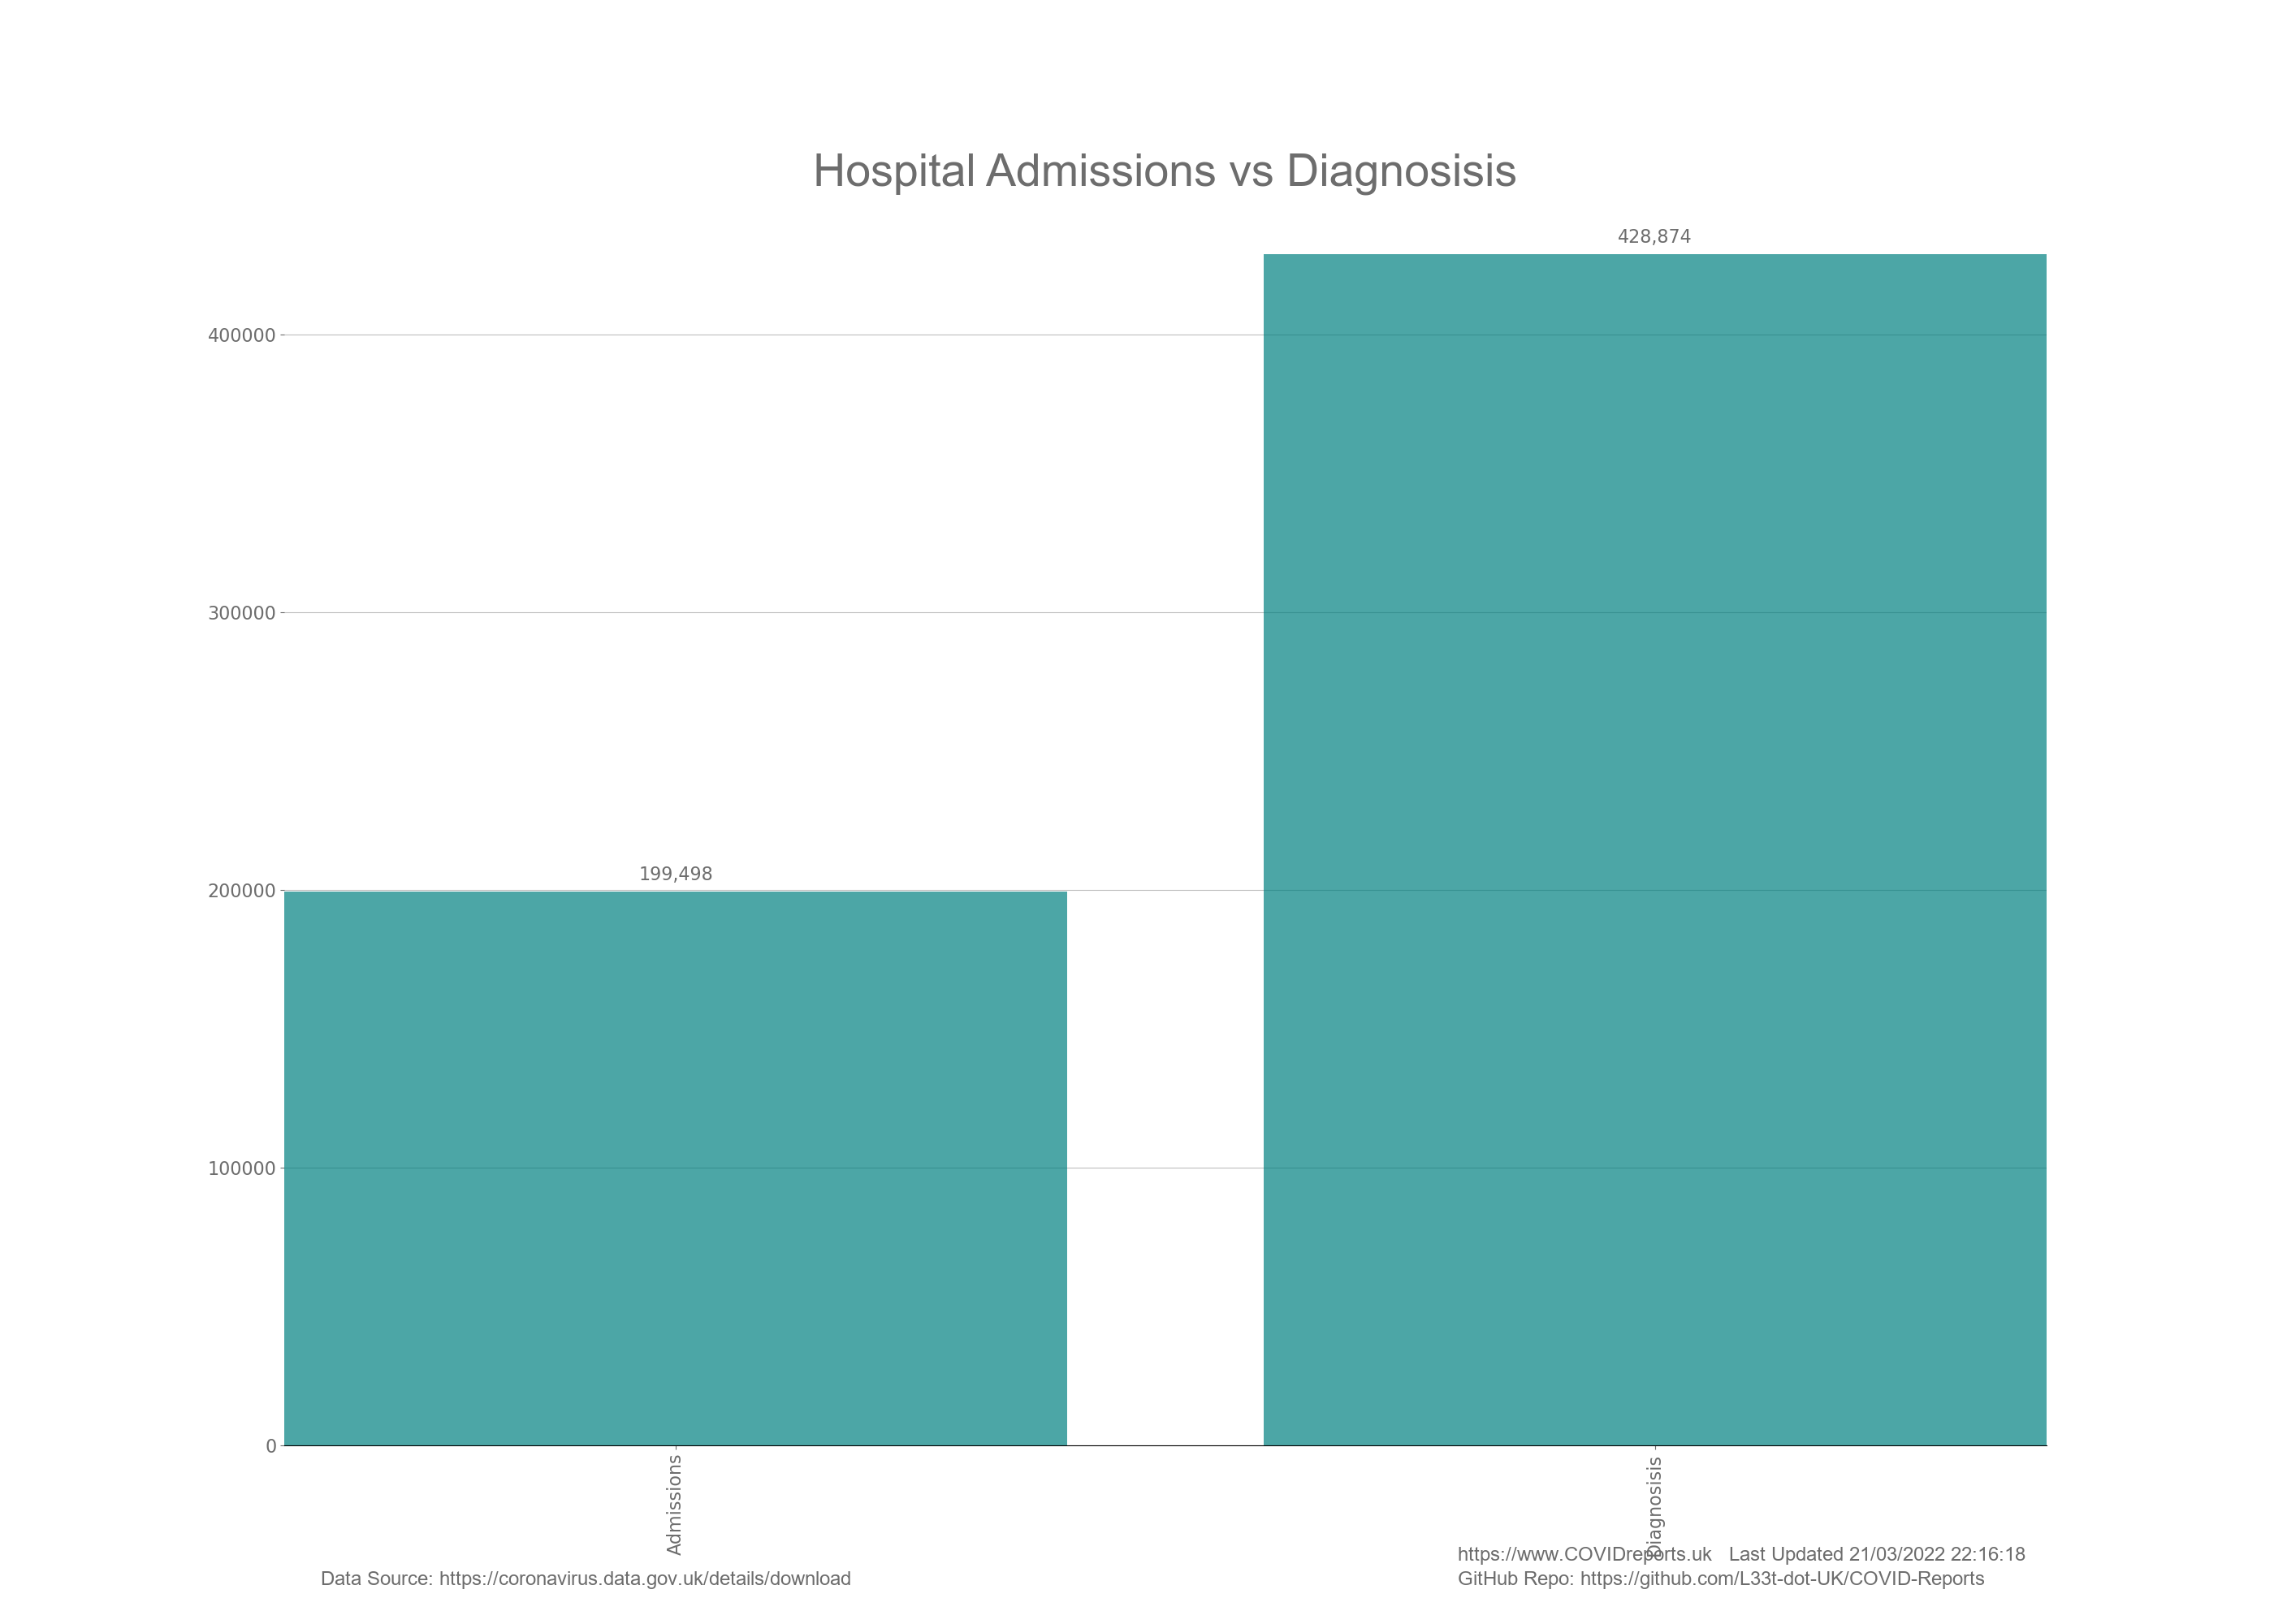 Hospital Admissions vs Diagnosisis
428,874
400000
300000
199,498
200000
100000
0
Admissions
Diagnosisis
https://www.COVIDreports.uk   Last Updated 21/03/2022 22:16:18
Data Source: https://coronavirus.data.gov.uk/details/download
GitHub Repo: https://github.com/L33t-dot-UK/COVID-Reports